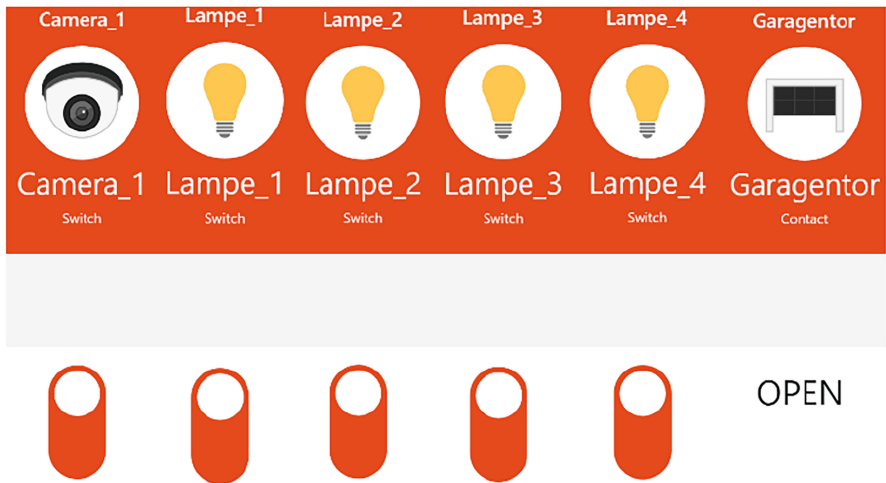 Camera_1 Lampe_1 Lampe_2 Lampe_3 Lampe_4 Garagentor
Camera_1 Lampe_1 Lampe_2 Lampe_3 Lampe_4 Garagentor
Switch Switch Switch Switch Switch Contact
OPEN